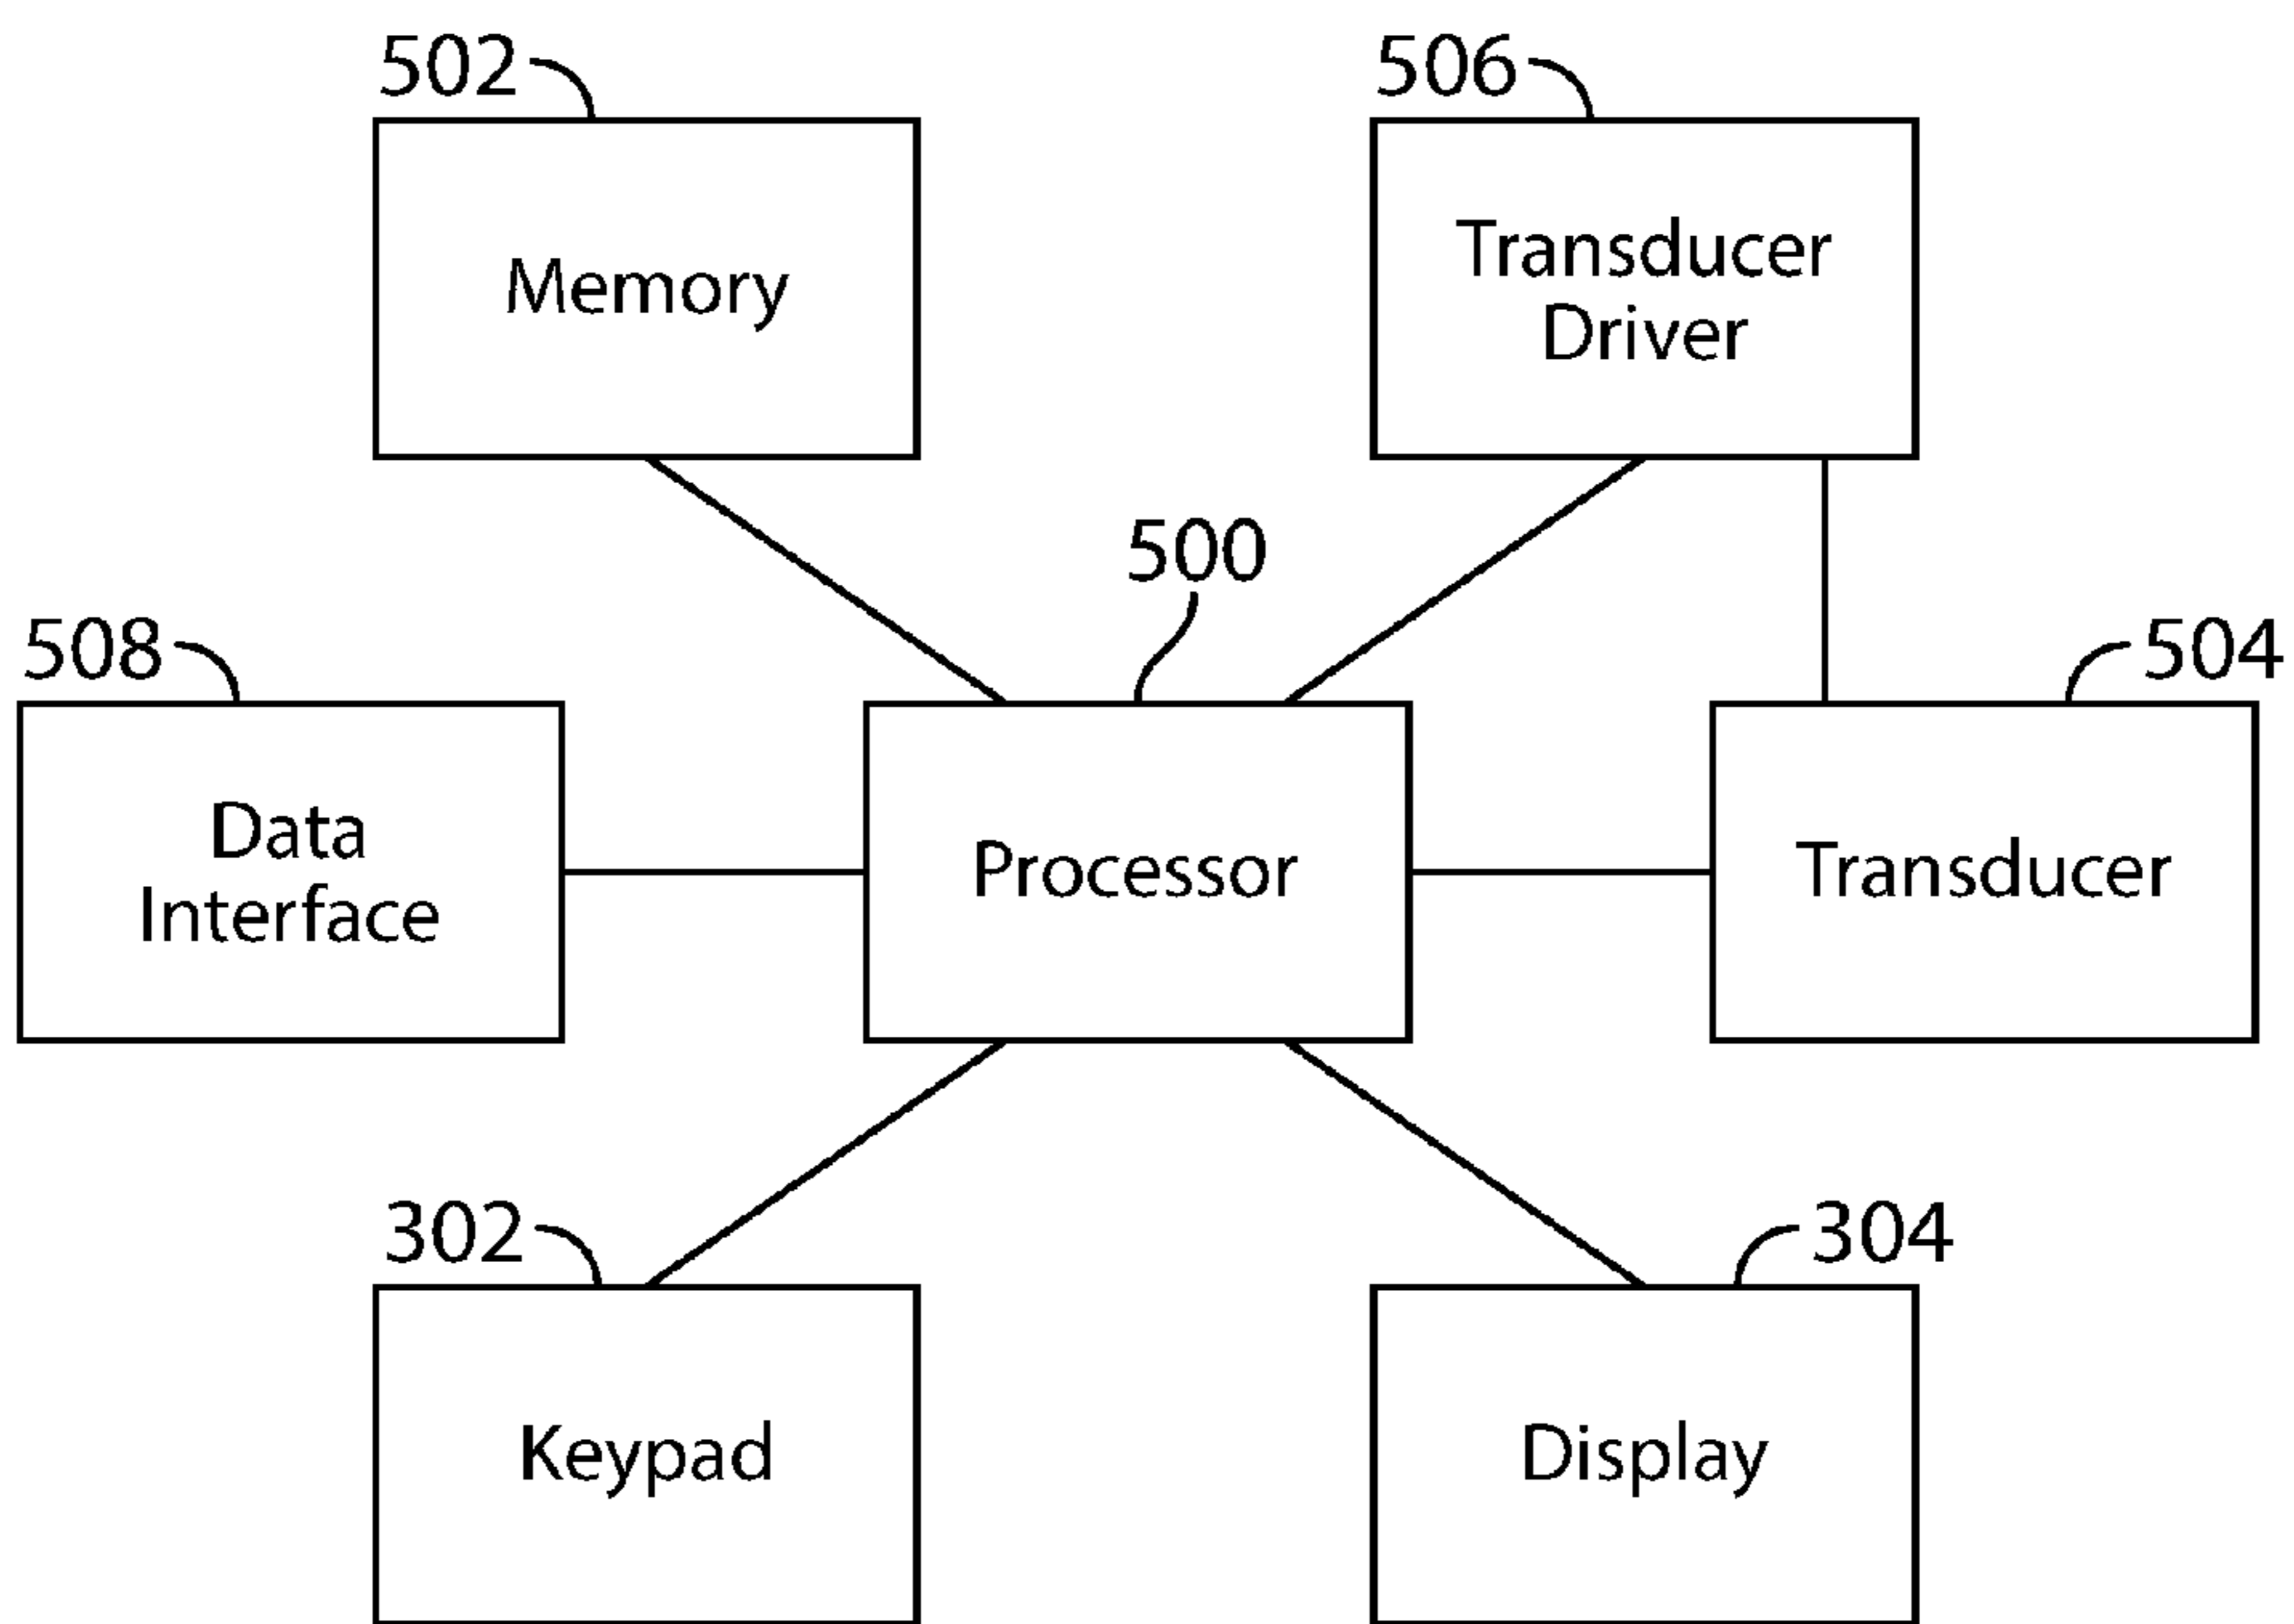 502
506
Memory
Transducer
Driver
500
508
504
Data
Interface
Processor
Transducer
302
304
Keypad
Display